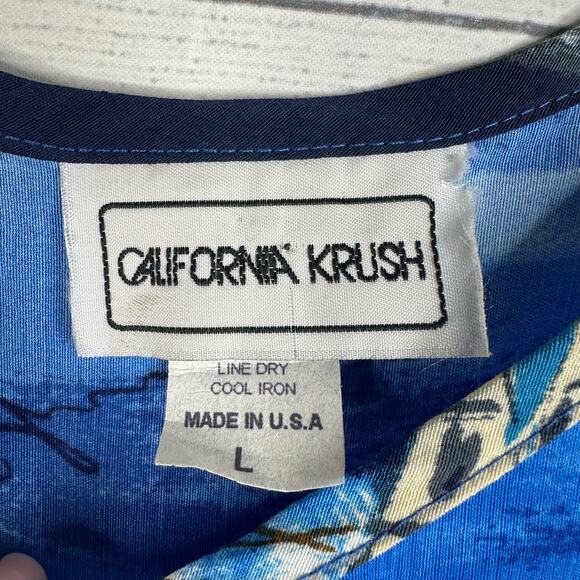 CALIFORNIA KRUSH
LINE DRY
COOL IRON
MADE IN U.S.A
L